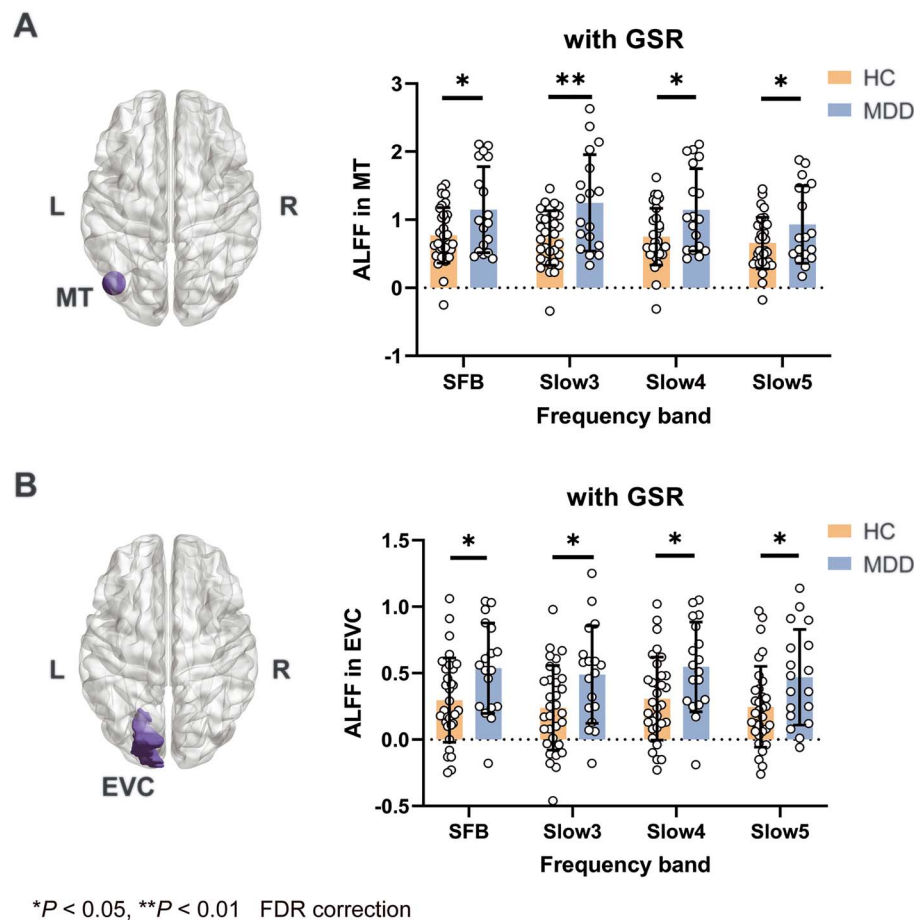 A
with GSR
HC
MDD
L
R
MT
ALFF in MT
3
2
1
0
-1
*
**
*
*
SFB
Slow3
Slow4
Slow5
Frequency band
B
with GSR
HC
MDD
L
R
EVC
ALFF in EVC
1.5
1.0
0.5
0.0
-0.5
*
*
*
*
SFB
Slow3
Slow4
Slow5
Frequency band
*P < 0.05, **P < 0.01 FDR correction